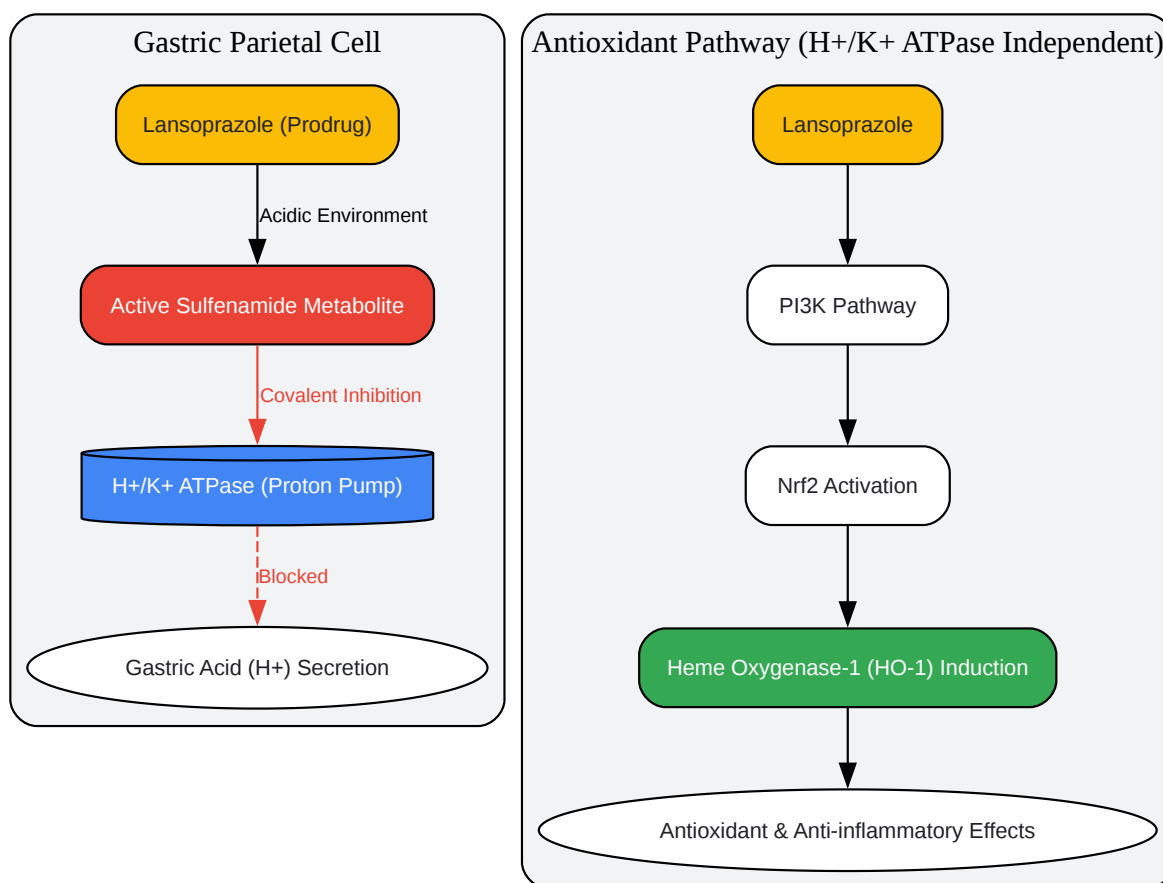 Gastric Parietal Cell
Lansoprazole (Prodrug)
Acidic Environment
Active Sulfenamide Metabolite
Covalent Inhibition
H+/K+ ATPase (Proton Pump)
Blocked
Gastric Acid (H+) Secretion
Antioxidant Pathway (H+/K+ ATPase Independent)
Lansoprazole
PI3K Pathway
Nrf2 Activation
Heme Oxygenase-1 (HO-1) Induction
Antioxidant & Anti-inflammatory Effects